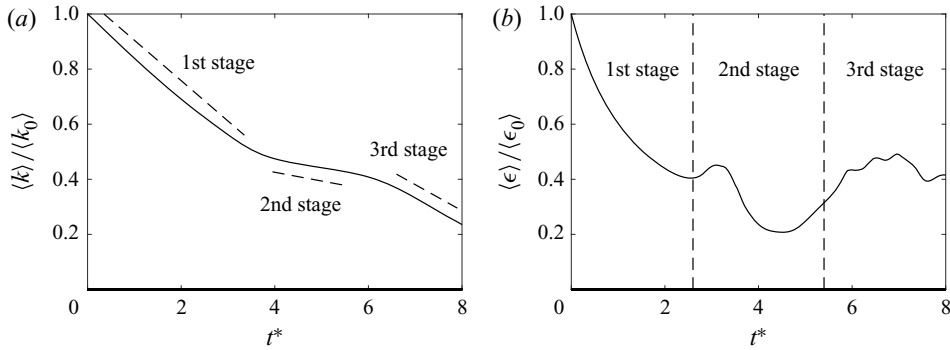 (a)
1.0
0.8
0.6
0.4
0.2
0
2
4
6
8
⟨k⟩/⟨k₀⟩
t*
1st stage
2nd stage
3rd stage
(b)
1.0
0.8
0.6
0.4
0.2
0
2
4
6
8
⟨ϵ⟩/⟨ϵ₀⟩
t*
1st stage
2nd stage
3rd stage